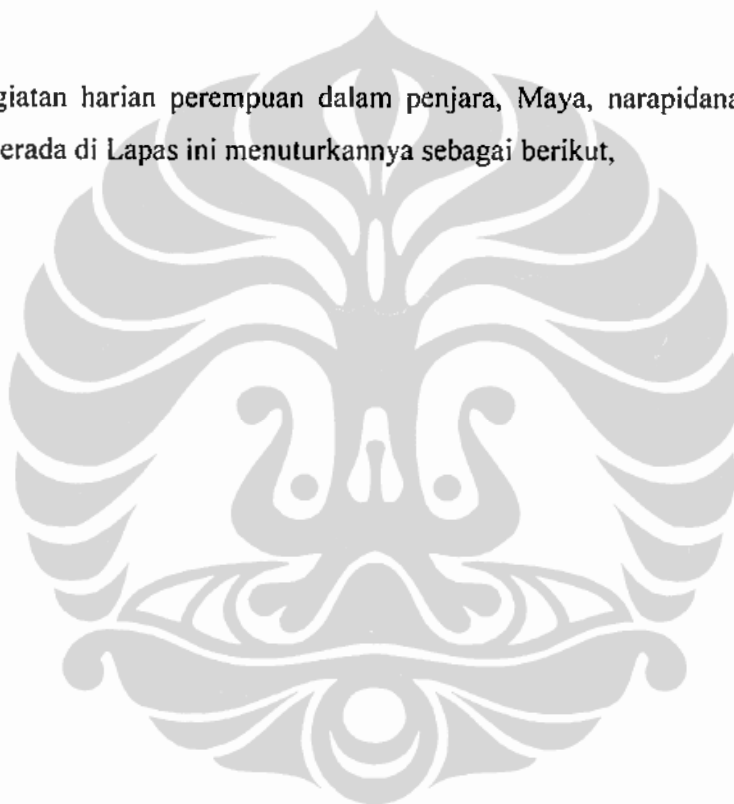 giatan harian perempuan dalam penjara, Maya, narapidana
erada di Lapas ini menuturkannya sebagai berikut,